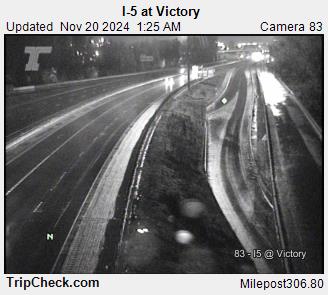 I-5 at Victory
Updated  Nov 20 2024  1:25 AM
Camera 83
T
N
83 - I5 @ Victory
TripCheck.com
Milepost306.80